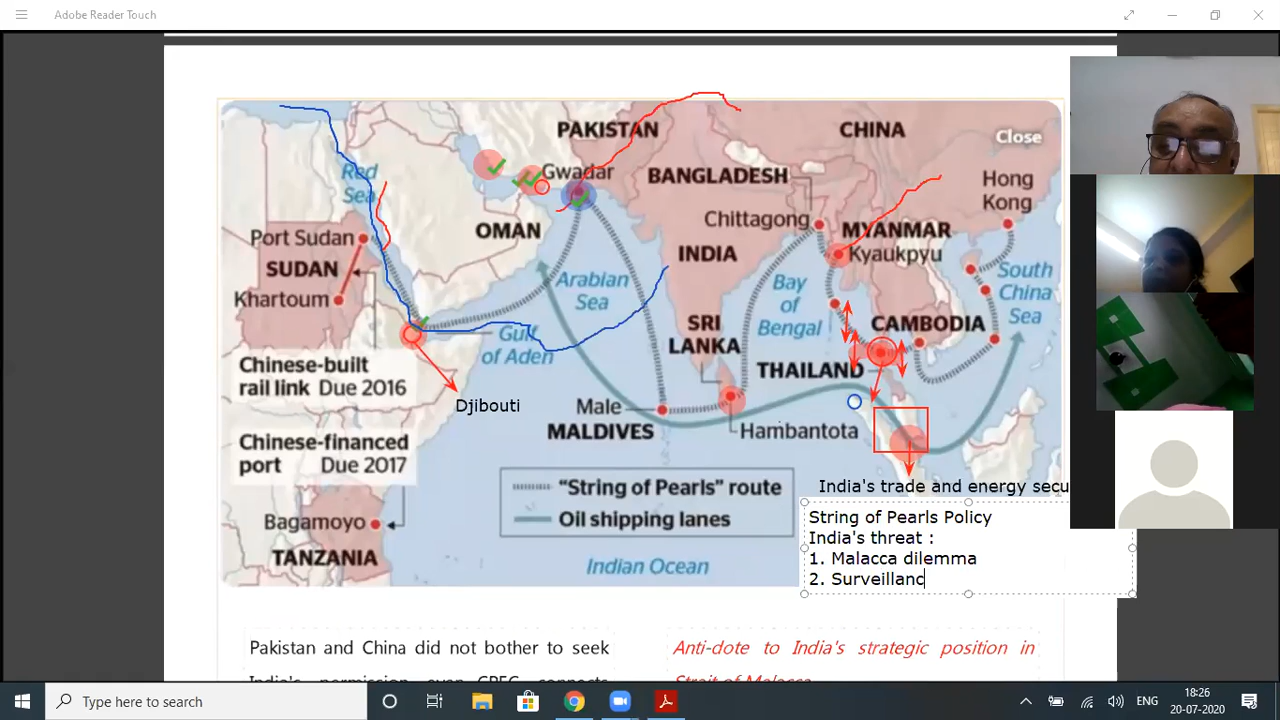 Adobe Reader Touch
PAKISTAN
CHINA
Close
Red
Sea
Gwadar
BANGLADESH
Hong
Kong
Chittagong
Port Sudan
OMAN
MYANMAR
INDIA
Kyaukpyu
SUDAN
Arabian
Sea
Bay
of
Bengal
South
China
Sea
Khartoum
SRI
LANKA
CAMBODIA
Gulf
of Aden
Chinese-built
rail link Due 2016
THAILAND
Djibouti
Male
MALDIVES
Hambantota
Chinese-financed
port Due 2017
"String of Pearls" route
Oil shipping lanes
India's trade and energy secu
String of Pearls Policy
India's threat :
1. Malacca dilemma
2. Surveillanc
Bagamoyo
TANZANIA
Indian Ocean
Pakistan and China did not bother to seek
Anti-dote to India's strategic position in
Type here to search
ENG
18:26
20-07-2020